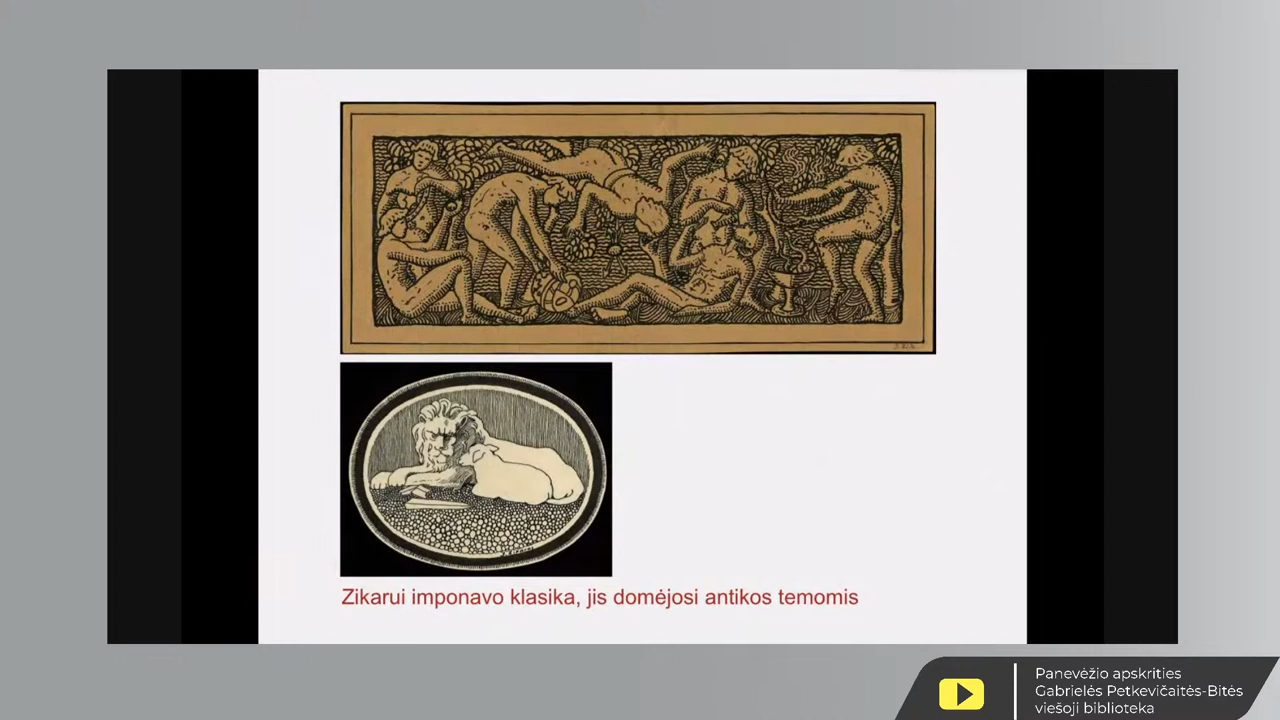 Zikarui imponavo klasika, jis domėjosi antikos temomis
Panevėžio apskrities
Gabrielės Petkevičaitės-Bitės
viešoji biblioteka